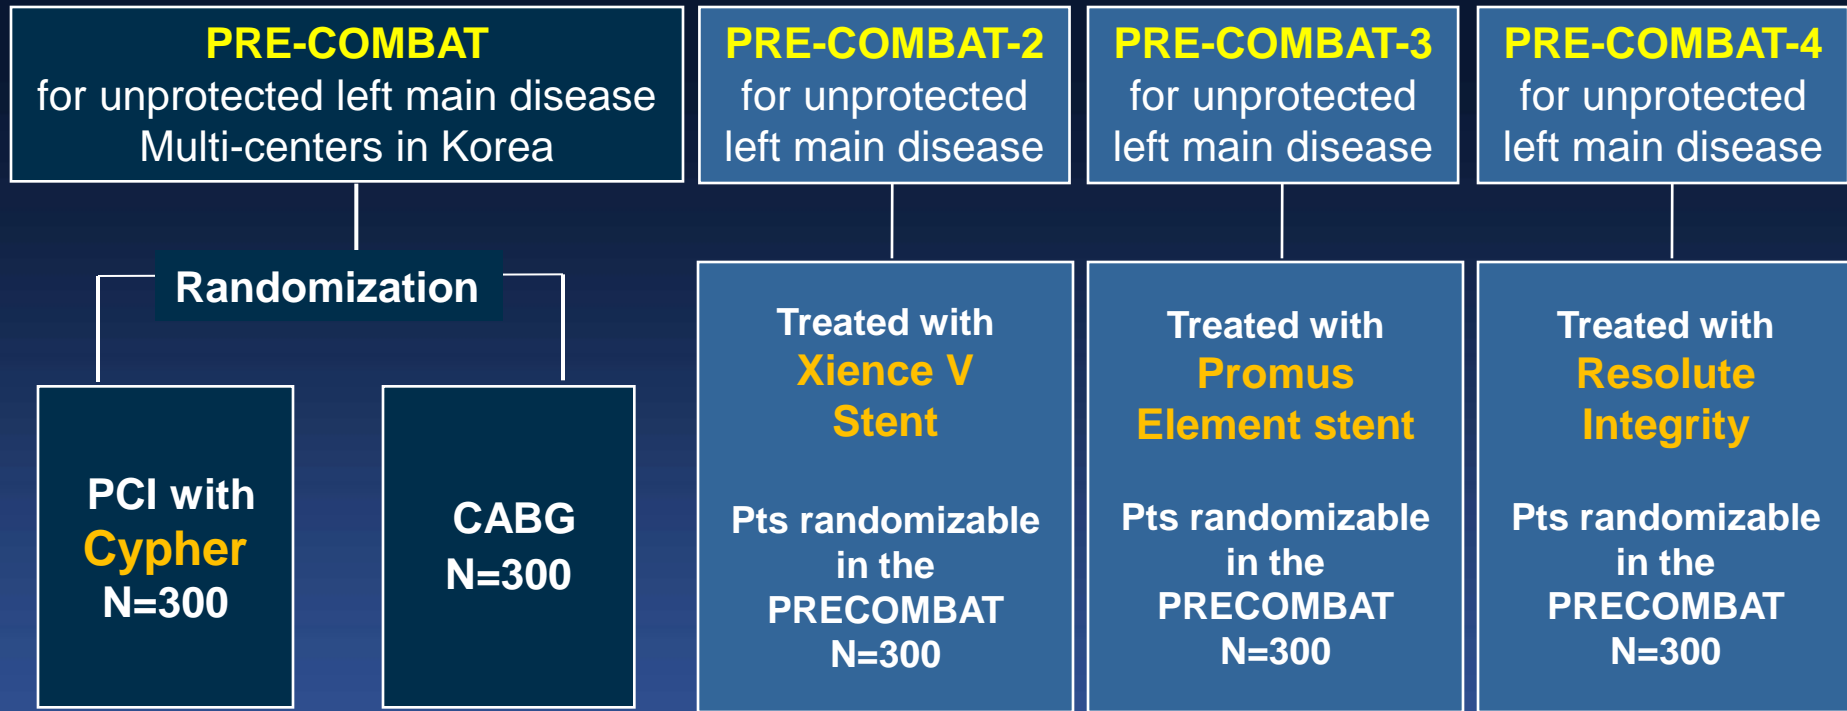 PRE-COMBAT
for unprotected left main disease
Multi-centers in Korea
Randomization
PCI with
Cypher
N=300
CABG
N=300
PRE-COMBAT-2
for unprotected
left main disease
Treated with
Xience V
Stent
Pts randomizable
in the
PRECOMBAT
N=300
PRE-COMBAT-3
for unprotected
left main disease
Treated with
Promus
Element stent
Pts randomizable
in the
PRECOMBAT
N=300
PRE-COMBAT-4
for unprotected
left main disease
Treated with
Resolute
Integrity
Pts randomizable
in the
PRECOMBAT
N=300